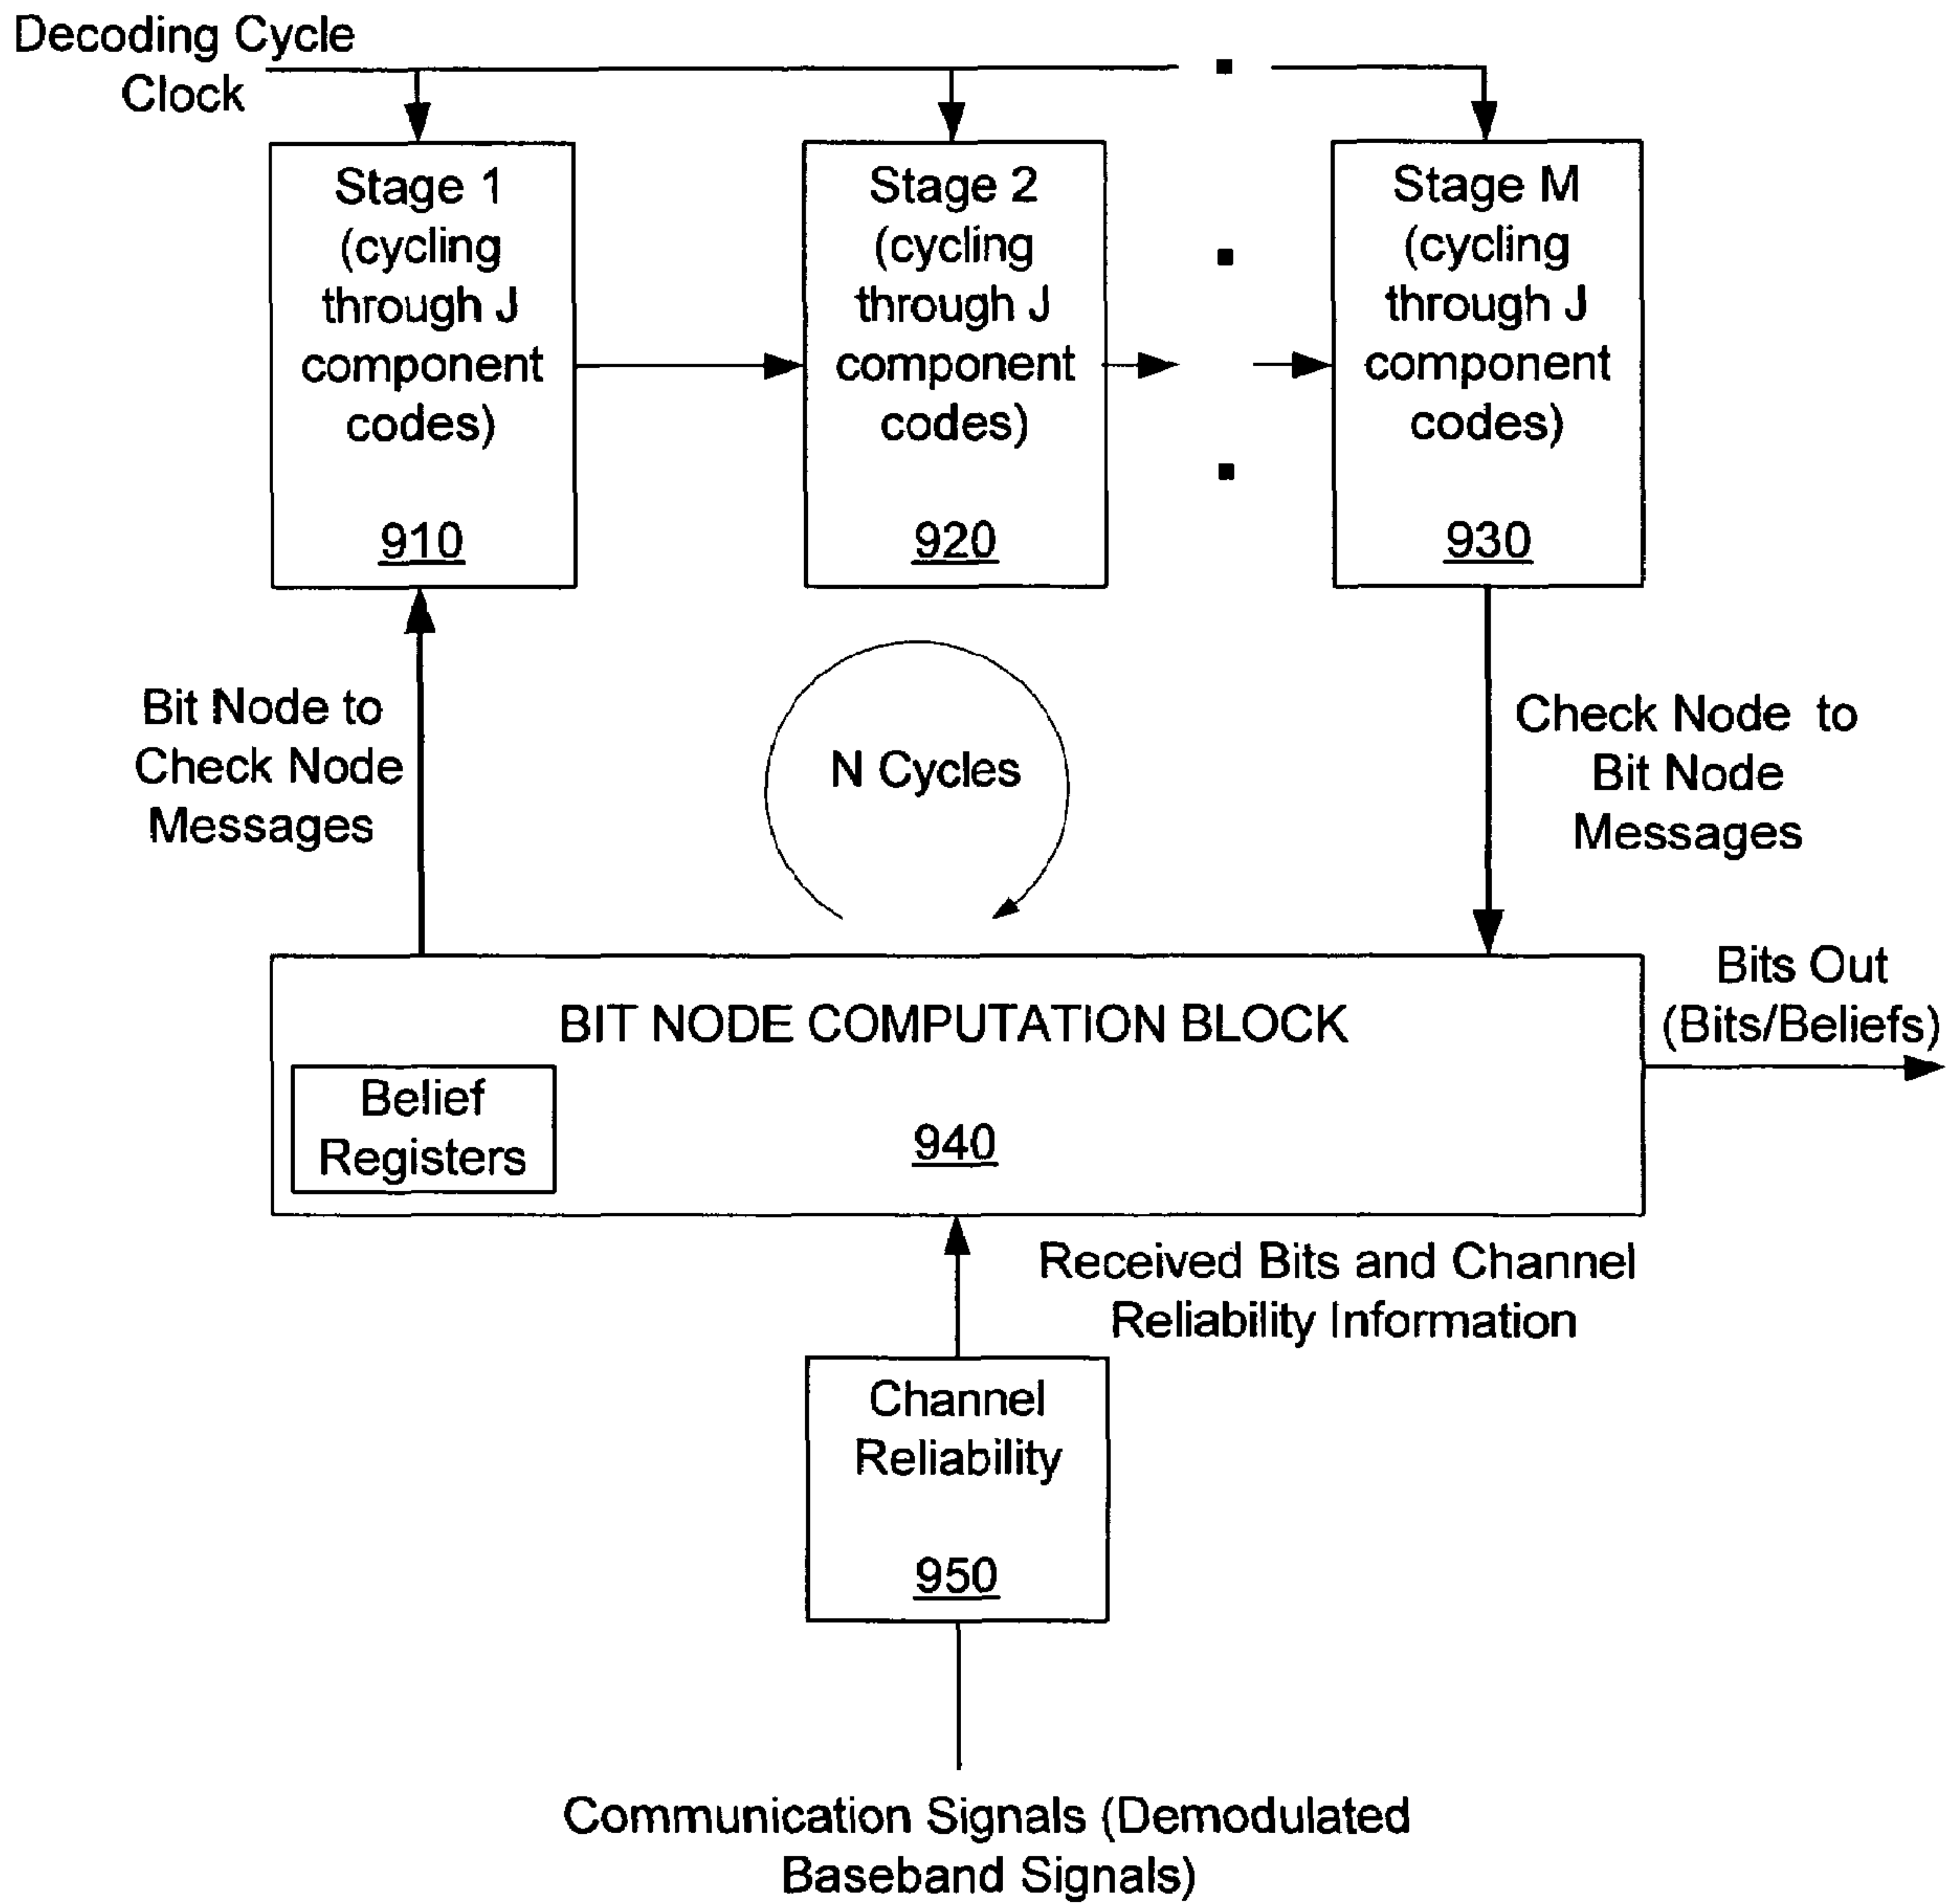 Decoding Cycle
Clock
Stage 1
(cycling
through J
component
codes)
910
Stage 2
(cycling
through J
component
codes)
920
Stage M
(cycling
through J
component
codes)
930
Bit Node to
Check Node
Messages
N Cycles
Check Node to
Bit Node
Messages
BIT NODE COMPUTATION BLOCK
Belief
Registers
940
Bits Out
(Bits/Beliefs)
Received Bits and Channel
Reliability Information
Channel
Reliability
950
Communication Signals (Demodulated
Baseband Signals)